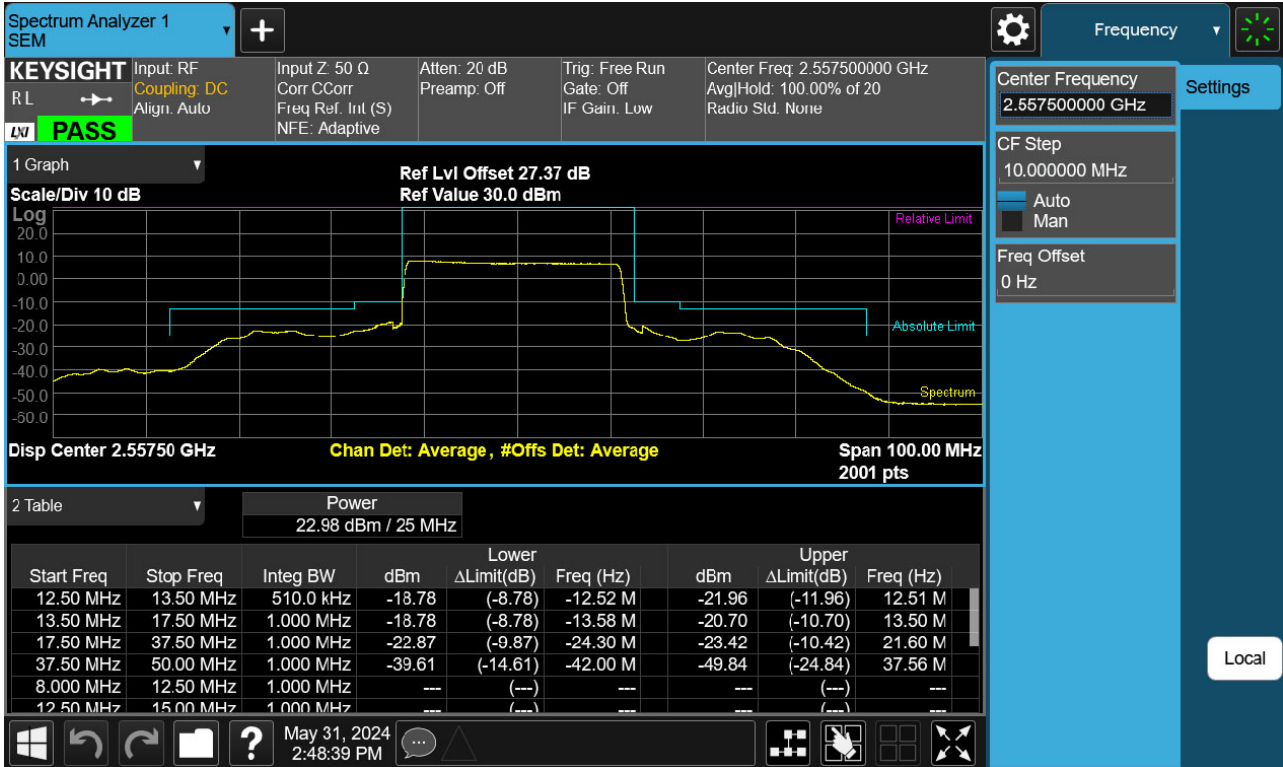 Spectrum Analyzer 1
SEM
Frequency
KEYSIGHT
RL
LXI
PASS
Input: RF
Coupling: DC
Align: Auto
Input Z: 50 Ω
Corr CCorr
Freq Ref: Int (S)
NFE: Adaptive
Atten: 20 dB
Preamp: Off
Trig: Free Run
Gate: Off
IF Gain: Low
Center Freq: 2.557500000 GHz
Avg|Hold: 100.00% of 20
Radio Std: None
Center Frequency
2.557500000 GHz
Settings
CF Step
10.000000 MHz
Auto
Man
Freq Offset
0 Hz
1 Graph
Scale/Div 10 dB
Ref Lvl Offset 27.37 dB
Ref Value 30.0 dBm
Log
20.0
10.0
0.00
-10.0
-20.0
-30.0
-40.0
-50.0
-60.0
Relative Limit
Absolute Limit
Spectrum
Disp Center 2.55750 GHz
Chan Det: Average, #Offs Det: Average
Span 100.00 MHz
2001 pts
2 Table
Power
22.98 dBm / 25 MHz
Lower Upper
Start Freq Stop Freq Integ BW dBm ΔLimit(dB) Freq (Hz) dBm ΔLimit(dB) Freq (Hz)
12.50 MHz 13.50 MHz 510.0 kHz -18.78 (-8.78) -12.52 M -21.96 (-11.96) 12.51 M
13.50 MHz 17.50 MHz 1.000 MHz -18.78 (-8.78) -13.58 M -20.70 (-10.70) 13.50 M
17.50 MHz 37.50 MHz 1.000 MHz -22.87 (-9.87) -24.30 M -23.42 (-10.42) 21.60 M
37.50 MHz 50.00 MHz 1.000 MHz -39.61 (-14.61) -42.00 M -49.84 (-24.84) 37.56 M
8.000 MHz 12.50 MHz 1.000 MHz --- (---) --- --- (---) ---
12.50 MHz 15.00 MHz 1.000 MHz --- (---) --- --- (---) ---
Local
?
May 31, 2024
2:48:39 PM